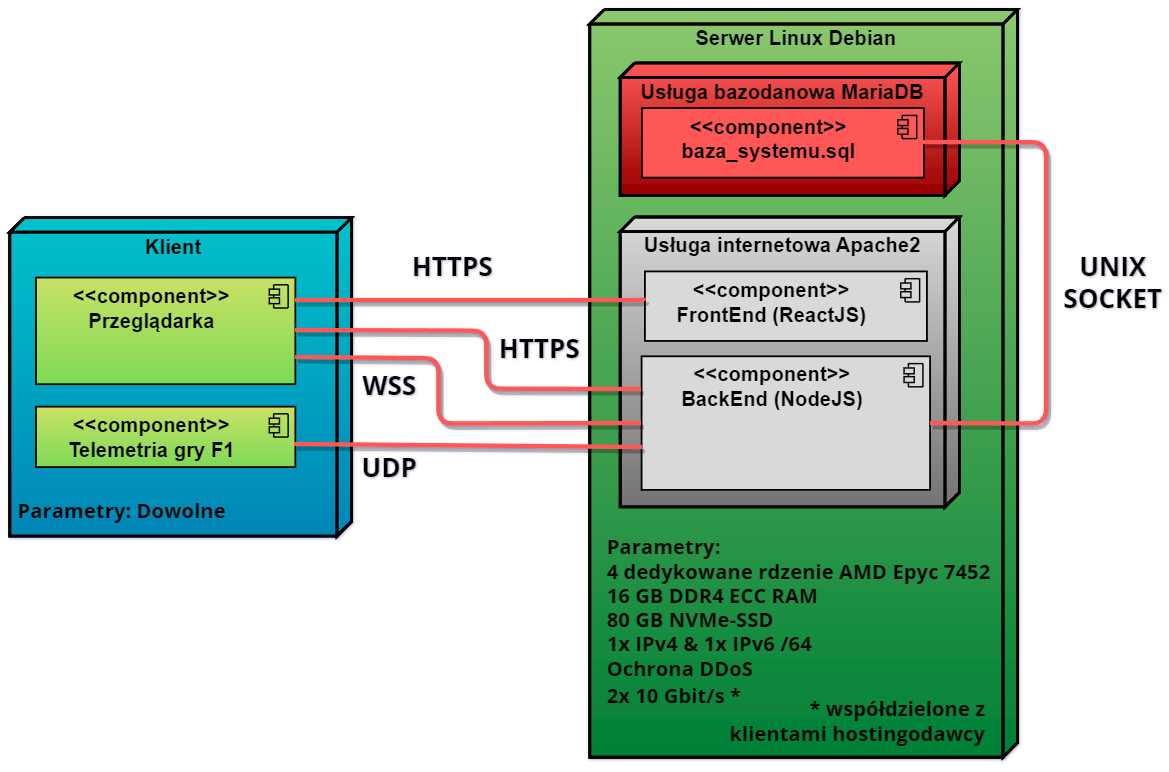 Serwer Linux Debian
Usługa bazodanowa MariaDB
<<component>>
baza_systemu.sql
Klient
<<component>>
Przeglądarka
<<component>>
Telemetria gry F1
Parametry: Dowolne
HTTPS
HTTPS
WSS
UDP
Usługa internetowa Apache2
<<component>>
FrontEnd (ReactJS)
<<component>>
BackEnd (NodeJS)
UNIX
SOCKET
Parametry:
4 dedykowane rdzenie AMD Epyc 7452
16 GB DDR4 ECC RAM
80 GB NVMe-SSD
1x IPv4 & 1x IPv6 /64
Ochrona DDoS
2x 10 Gbit/s *
* współdzielone z
klientami hostingodawcy